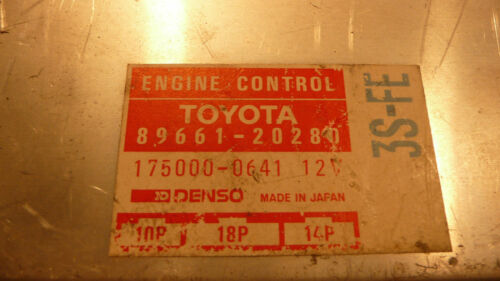 ENGINE CONTROL
TOYOTA
89661-20280
175000-0641 12V
DENSO MADE IN JAPAN
10P 18P 14P
3S-FE